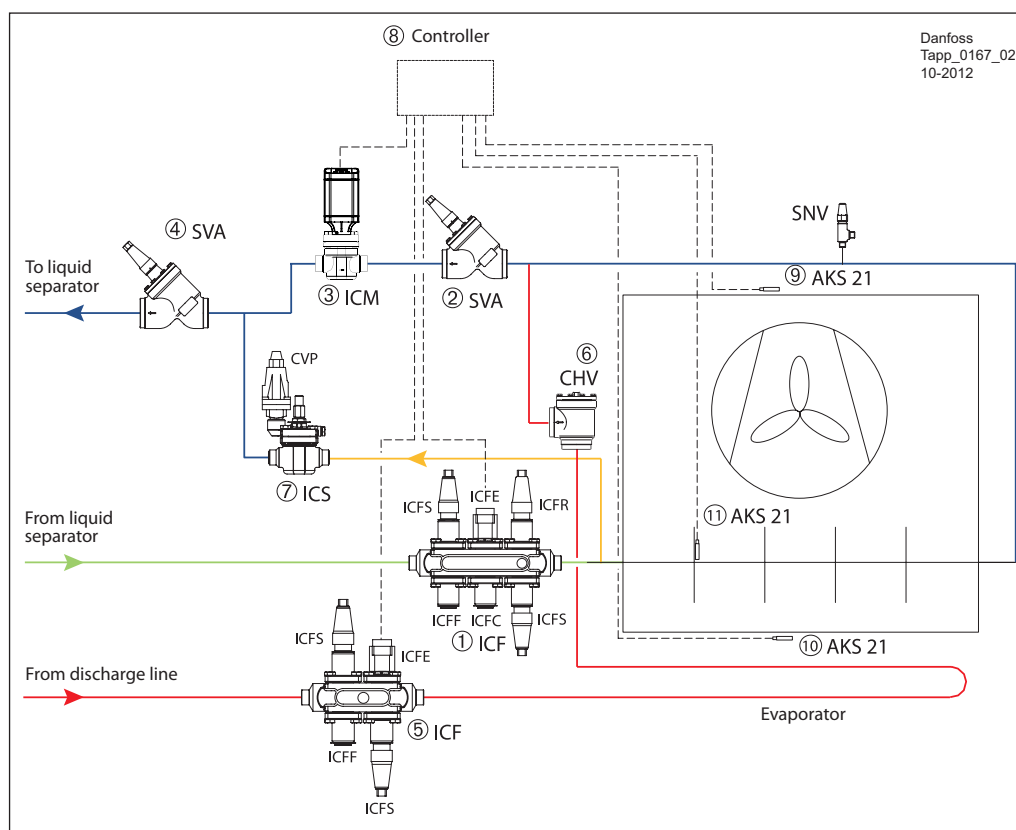 ⑧ Controller
Danfoss
Tapp_0167_02
10-2012
④ SVA
SNV
To liquid
separator
③ ICM
② SVA
⑨ AKS 21
CVP
⑥
CHV
⑦ ICS
ICFS
ICFE
ICFR
⑪ AKS 21
From liquid
separator
ICFF
ICFC
ICFS
① ICF
ICFS
ICFE
⑩ AKS 21
From discharge line
Evaporator
⑤ ICF
ICFF
ICFS